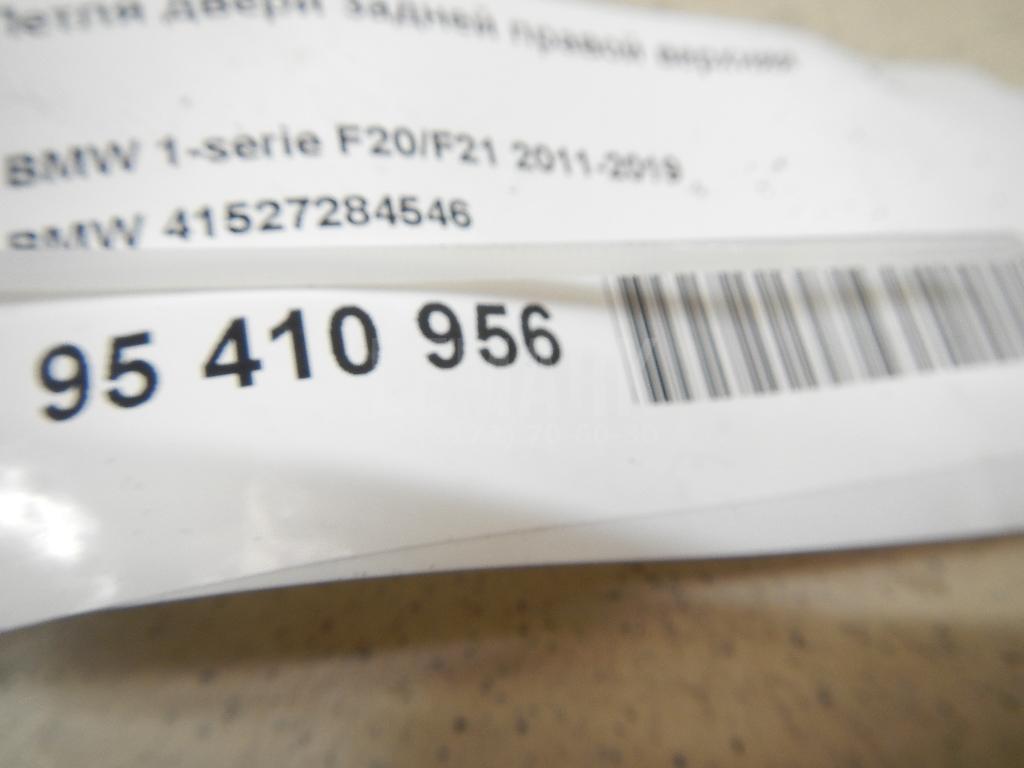 Петля двери задней правой верхняя
BMW 1-serie F20/F21 2011-2019
BMW 41527284546
95 410 956